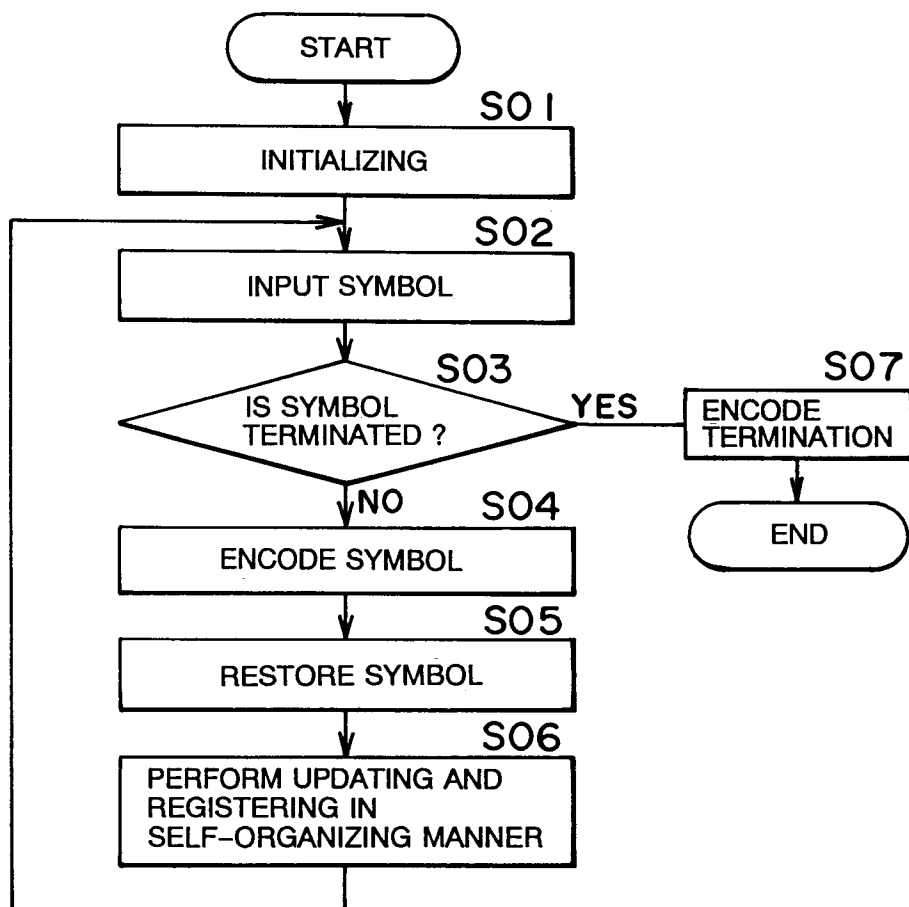 START
S01
INITIALIZING
S02
INPUT SYMBOL
S03
IS SYMBOL
TERMINATED ?
YES
S07
ENCODE
TERMINATION
END
NO
S04
ENCODE SYMBOL
S05
RESTORE SYMBOL
S06
PERFORM UPDATING AND
REGISTERING IN
SELF-ORGANIZING MANNER